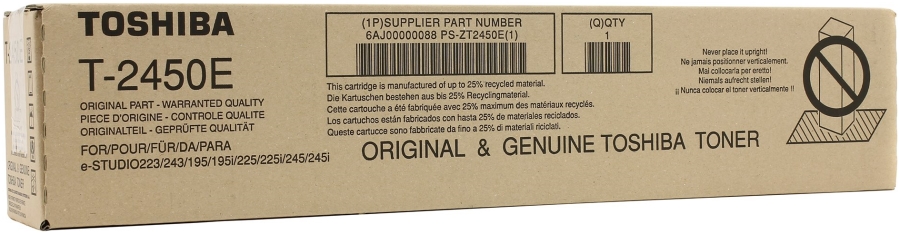 TOSHIBA
T-2450E
ORIGINAL PART - WARRANTED QUALITY
PIECE D'ORIGINE - CONTROLE QUALITE
ORIGINALTEIL - GEPRÜFTE QUALITÄT
FOR/POUR/FÜR/DA/PARA
e-STUDIO223/243/195/195i/225/225i/245/245i
(1P)SUPPLIER PART NUMBER
6AJ00000088 PS-ZT2450E(1)
(Q)QTY
1
This cartridge is manufactured of up to 25% recycled material.
Die Kartuschen bestehen aus bis 25% Recyclingmaterial.
Cette cartouche a été fabriquée avec 25% maximum des matériaux recyclés.
Los cartuchos están fabricados con hasta 25% de materiales reciclados.
Queste cartucce sono fabbricate da fino a 25% di materiali riciclati.
ORIGINAL & GENUINE TOSHIBA TONER
Never place it upright!
Ne jamais positionner verticalement.
Mai collocarla per eretto!
Niemals aufrecht stellen!
¡¡ Nunca colocar el toner verticalmente !!